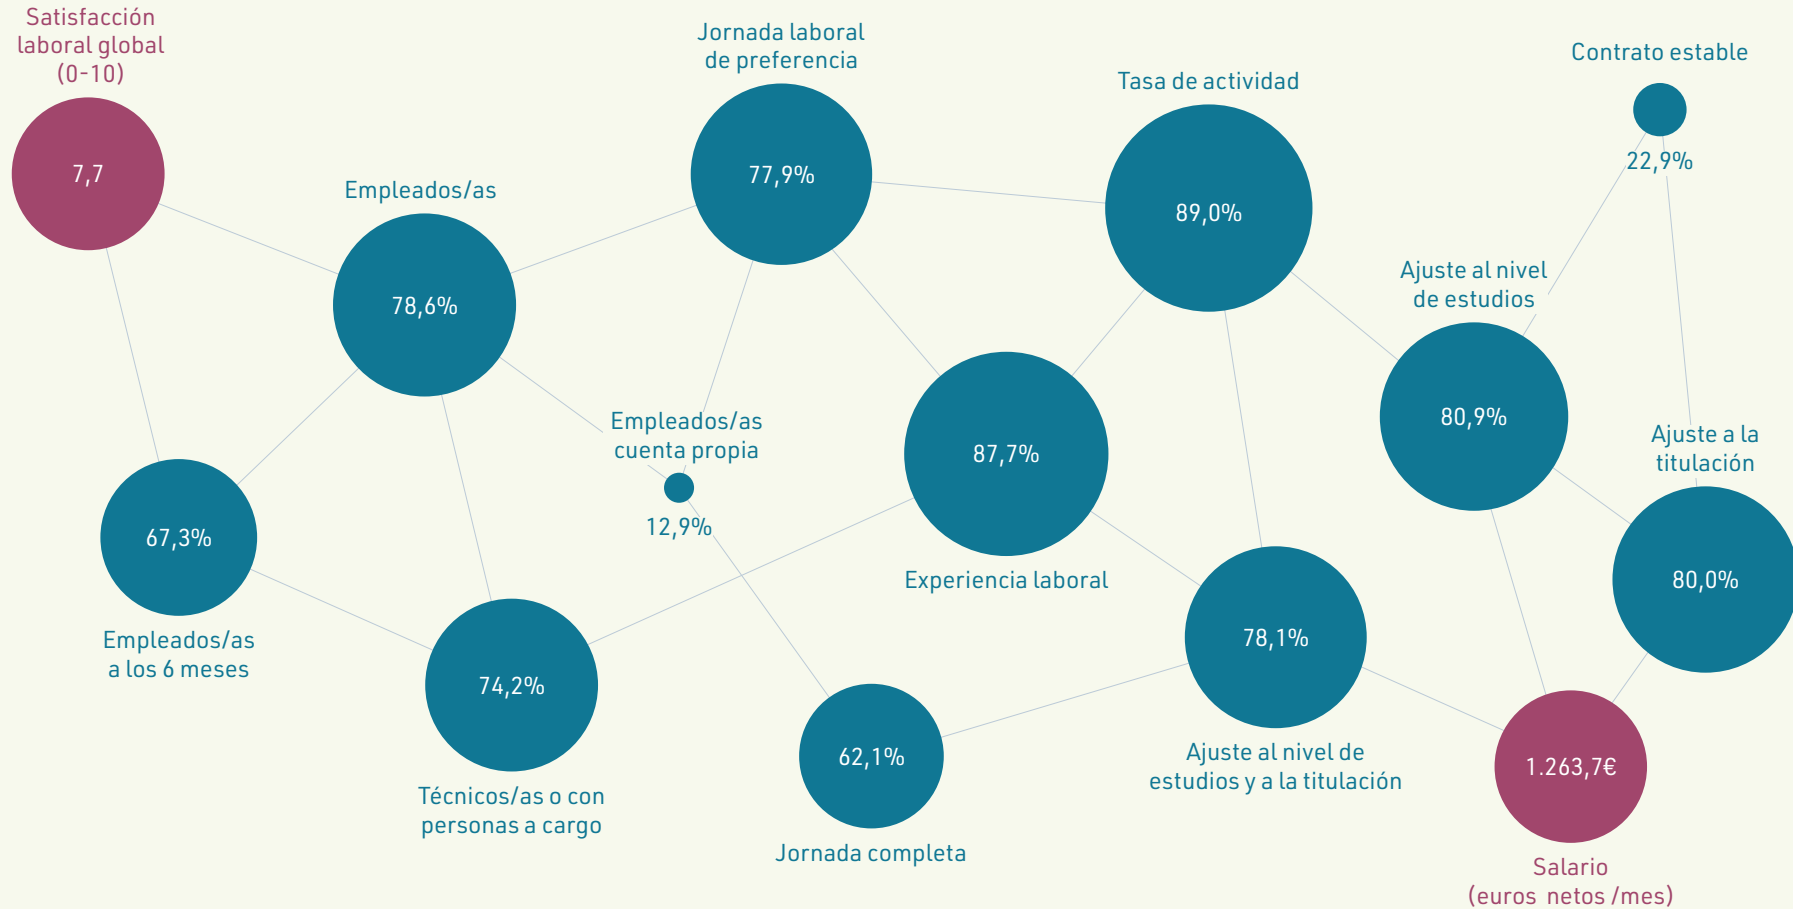 Satisfacción
laboral global
(0-10)
7,7
Empleados/as
78,6%
Jornada laboral
de preferencia
77,9%
Tasa de actividad
89,0%
Contrato estable
22,9%
Ajuste al nivel
de estudios
80,9%
Ajuste a la
titulación
80,0%
Empleados/as
cuenta propia
12,9%
87,7%
Experiencia laboral
67,3%
Empleados/as
a los 6 meses
74,2%
Técnicos/as o con
personas a cargo
62,1%
Jornada completa
78,1%
Ajuste al nivel de
estudios y a la titulación
1.263,7€
Salario
(euros netos /mes)